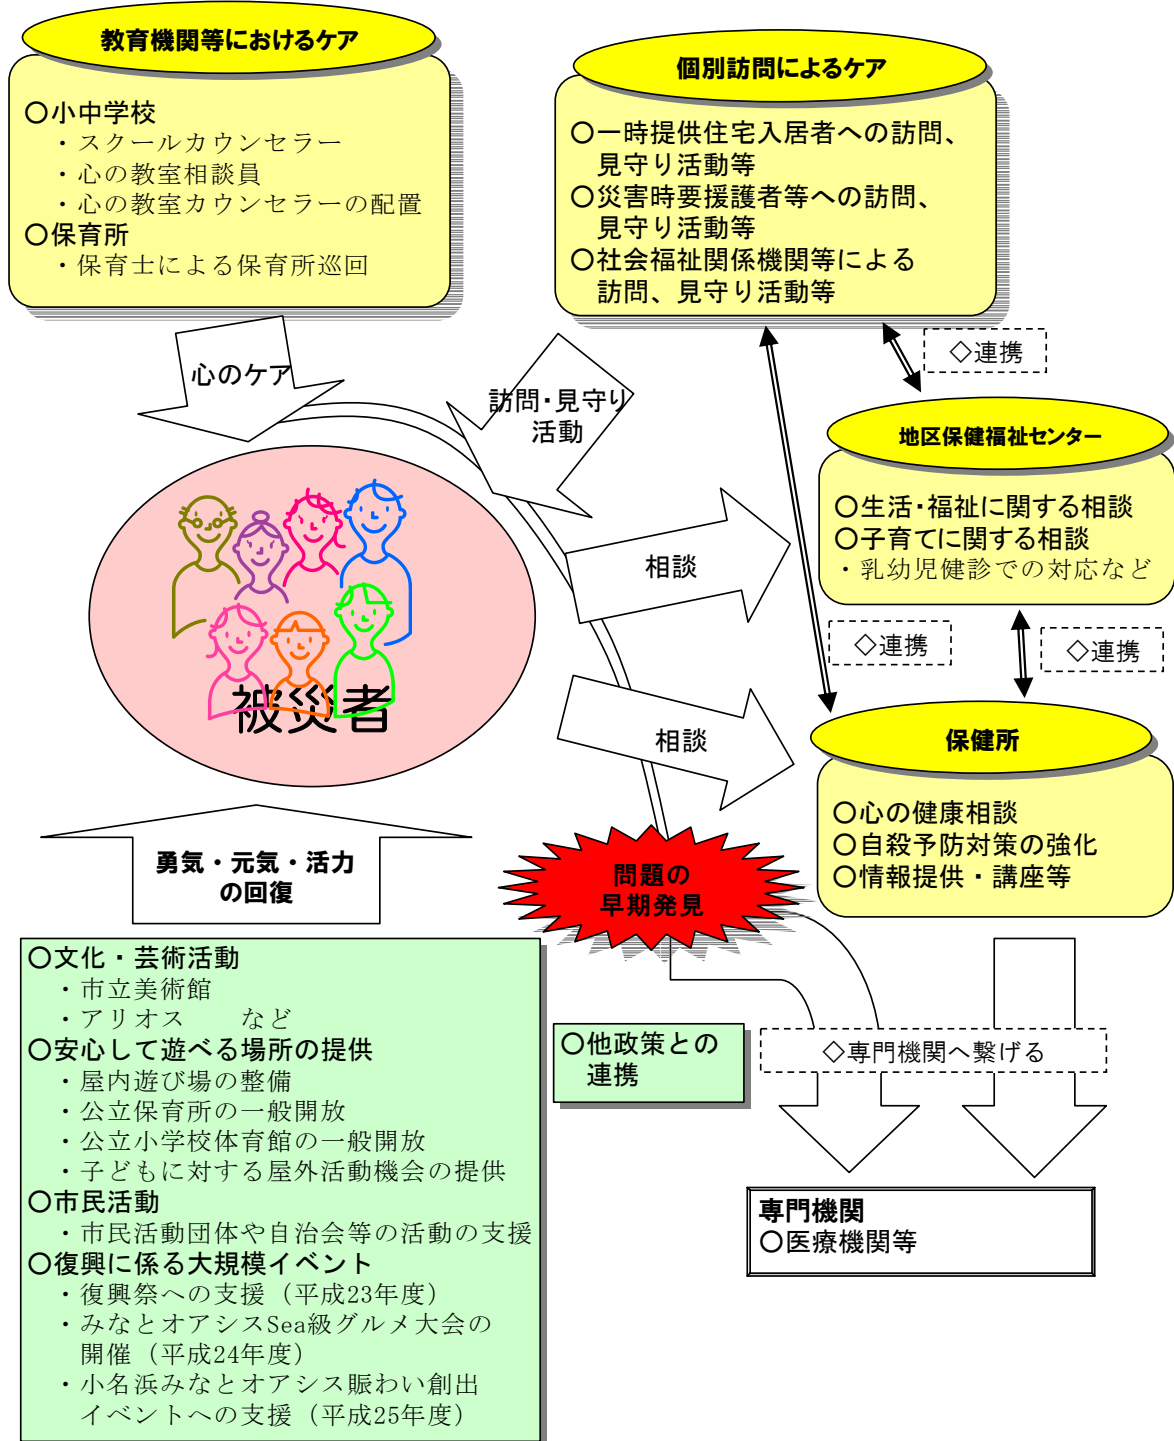 教育機関等におけるケア
〇小中学校
・スクールカウンセラー
・心の教室相談員
・心の教室カウンセラーの配置
〇保育所
・保育士による保育所巡回
個別訪問によるケア
〇一時提供住宅入居者への訪問、
見守り活動等
〇災害時要援護者等への訪問、
見守り活動等
〇社会福祉関係機関等による
訪問、見守り活動等
心のケア
訪問・見守り
活動
◇連携
地区保健福祉センター
〇生活・福祉に関する相談
〇子育てに関する相談
・乳幼児健診での対応など
相談
◇連携
◇連携
被災者
相談
保健所
〇心の健康相談
〇自殺予防対策の強化
〇情報提供・講座等
勇気・元気・活力
の回復
問題の
早期発見
〇文化・芸術活動
・市立美術館
・アリオス　　など
〇安心して遊べる場所の提供
・屋内遊び場の整備
・公立保育所の一般開放
・公立小学校体育館の一般開放
・子どもに対する屋外活動機会の提供
〇市民活動
・市民活動団体や自治会等の活動の支援
〇復興に係る大規模イベント
・復興祭への支援（平成23年度）
・みなとオアシスSea級グルメ大会の
開催（平成24年度）
・小名浜みなとオアシス賑わい創出
イベントへの支援（平成25年度）
〇他政策との
連携
◇専門機関へ繋げる
専門機関
〇医療機関等